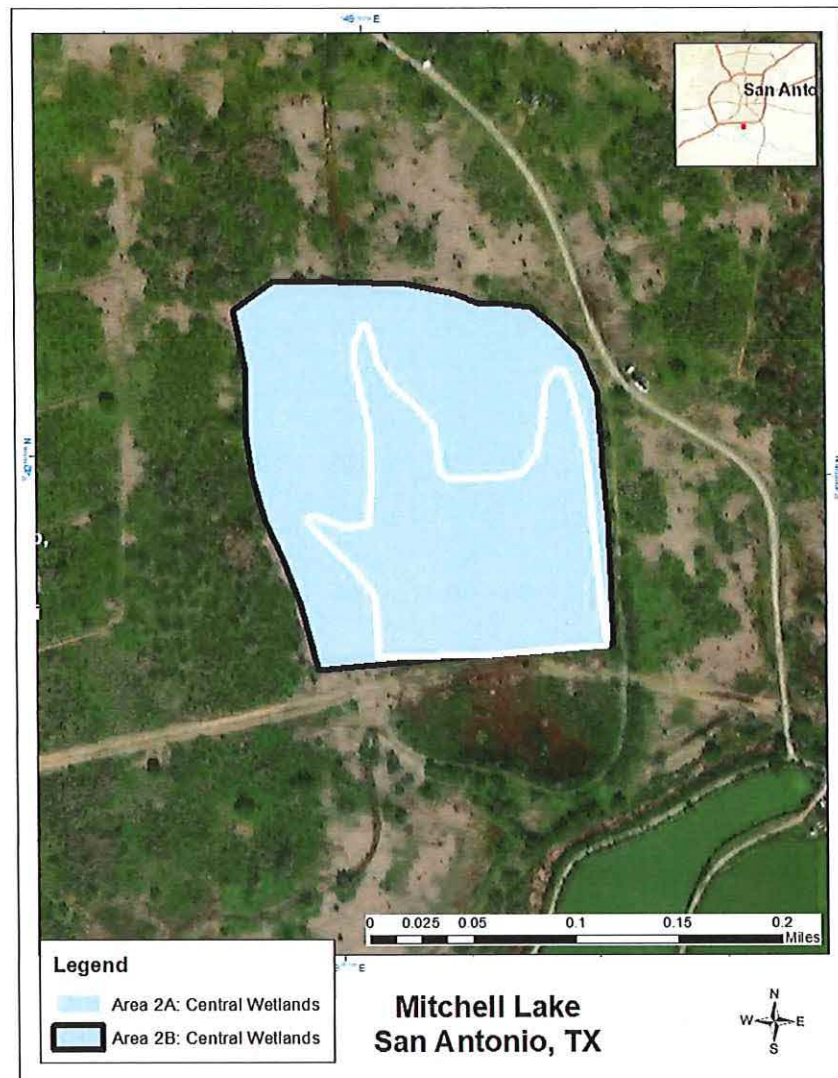 San Anto
0 0.025 0.05 0.1 0.15 0.2
Miles
Legend
Area 2A: Central Wetlands
Area 2B: Central Wetlands
Mitchell Lake
San Antonio, TX
N
W E
S